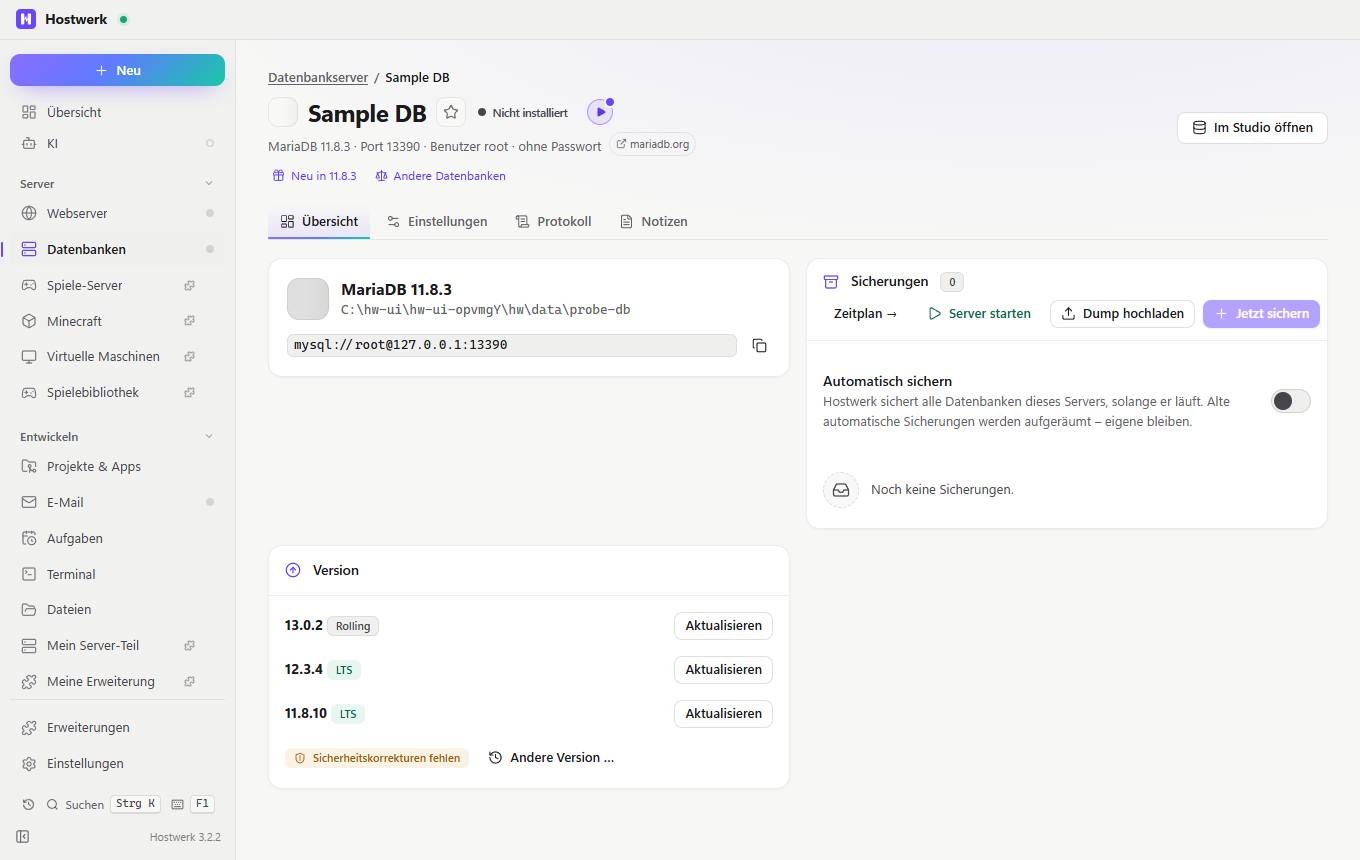 Hostwerk
Neu
Übersicht
KI
Server
Webserver
Datenbanken
Spiele-Server
Minecraft
Virtuelle Maschinen
Spielebibliothek
Entwickeln
Projekte & Apps
E-Mail
Aufgaben
Terminal
Dateien
Mein Server-Teil
Meine Erweiterung
Erweiterungen
Einstellungen
Suchen Strg K F1
Hostwerk 3.2.2
Datenbankserver / Sample DB
Sample DB Nicht installiert
MariaDB 11.8.3 · Port 13390 · Benutzer root · ohne Passwort mariadb.org
Neu in 11.8.3 Andere Datenbanken
Im Studio öffnen
Übersicht Einstellungen Protokoll Notizen
MariaDB 11.8.3
C:\hw-ui\hw-ui-opvmgY\hw\data\probe-db
mysql://root@127.0.0.1:13390
Sicherungen 0
Zeitplan → Server starten Dump hochladen Jetzt sichern
Automatisch sichern
Hostwerk sichert alle Datenbanken dieses Servers, solange er läuft. Alte
automatische Sicherungen werden aufgeräumt – eigene bleiben.
Noch keine Sicherungen.
Version
13.0.2 Rolling Aktualisieren
12.3.4 LTS Aktualisieren
11.8.10 LTS Aktualisieren
Sicherheitskorrekturen fehlen Andere Version ...